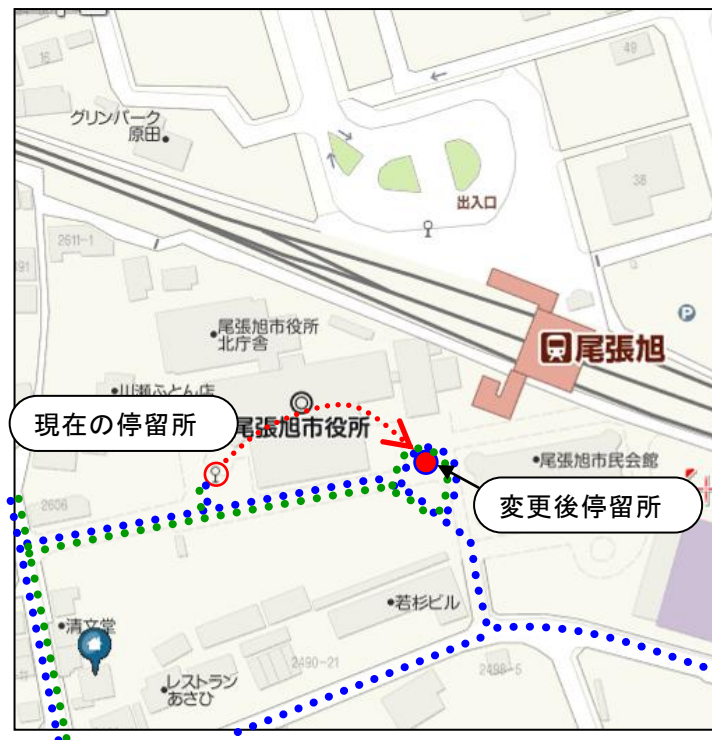 16
49
グリンパーク
原田
38
出入口
2611-1
491
P
尾張旭市役所
北庁舎
尾張旭
川瀬ふとん店
現在の停留所
尾張旭市役所
尾張旭市民会館
変更後停留所
2606
若杉ビル
清文堂
2490-21
2498-5
レストラン
あさひ